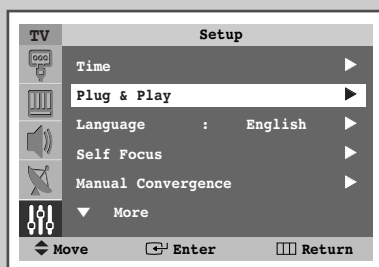 TV Setup
Time
Plug & Play
Language : English
Self Focus
Manual Convergence
More
Move Enter Return